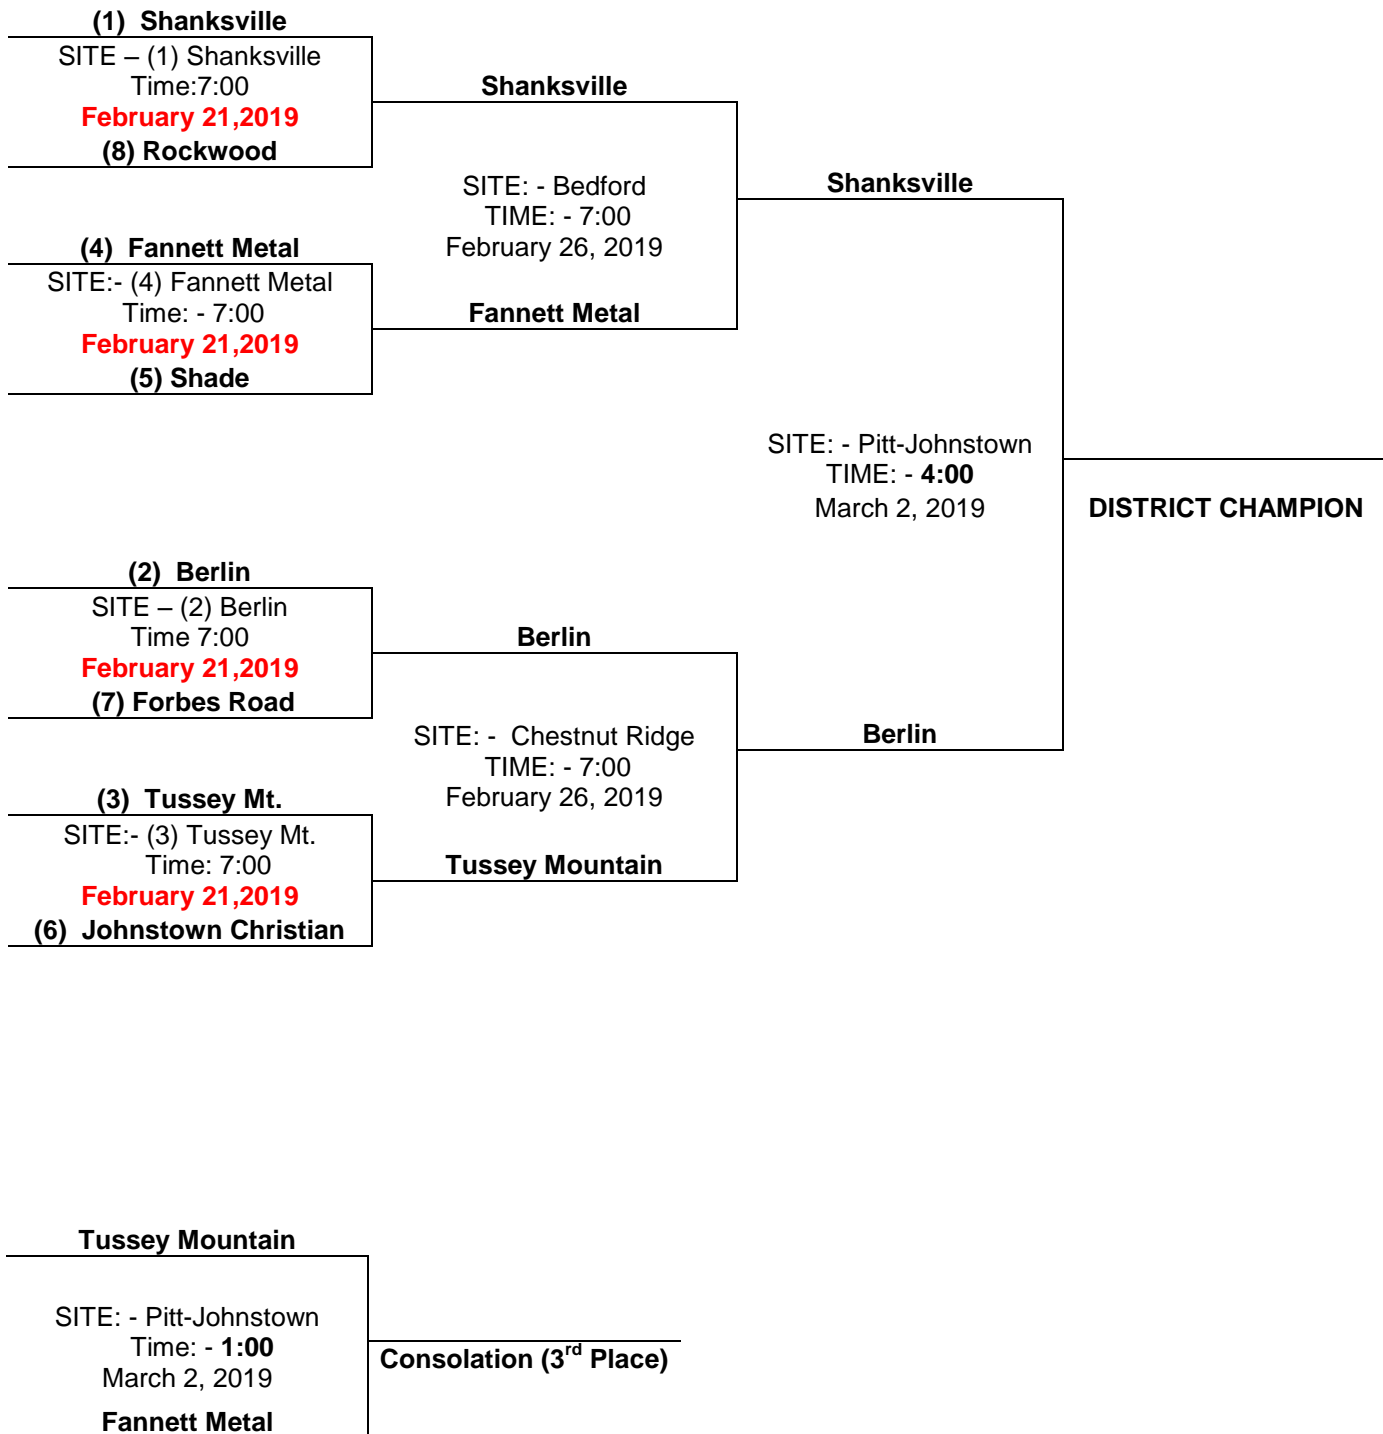 (1)  Shanksville
SITE – (1) Shanksville
Time:7:00
February 21,2019
(8) Rockwood
Shanksville
SITE: - Bedford
TIME: - 7:00
February 26, 2019
Shanksville
(4)  Fannett Metal
SITE:- (4) Fannett Metal
Time: - 7:00
February 21,2019
(5) Shade
Fannett Metal
SITE: - Pitt-Johnstown
TIME: - 4:00
March 2, 2019
DISTRICT CHAMPION
(2)  Berlin
SITE – (2) Berlin
Time 7:00
February 21,2019
(7) Forbes Road
Berlin
SITE: -  Chestnut Ridge
TIME: - 7:00
February 26, 2019
Berlin
(3)  Tussey Mt.
SITE:- (3) Tussey Mt.
Time: 7:00
February 21,2019
(6)  Johnstown Christian
Tussey Mountain
Tussey Mountain
SITE: - Pitt-Johnstown
Time: - 1:00
March 2, 2019
Fannett Metal
Consolation (3rd Place)